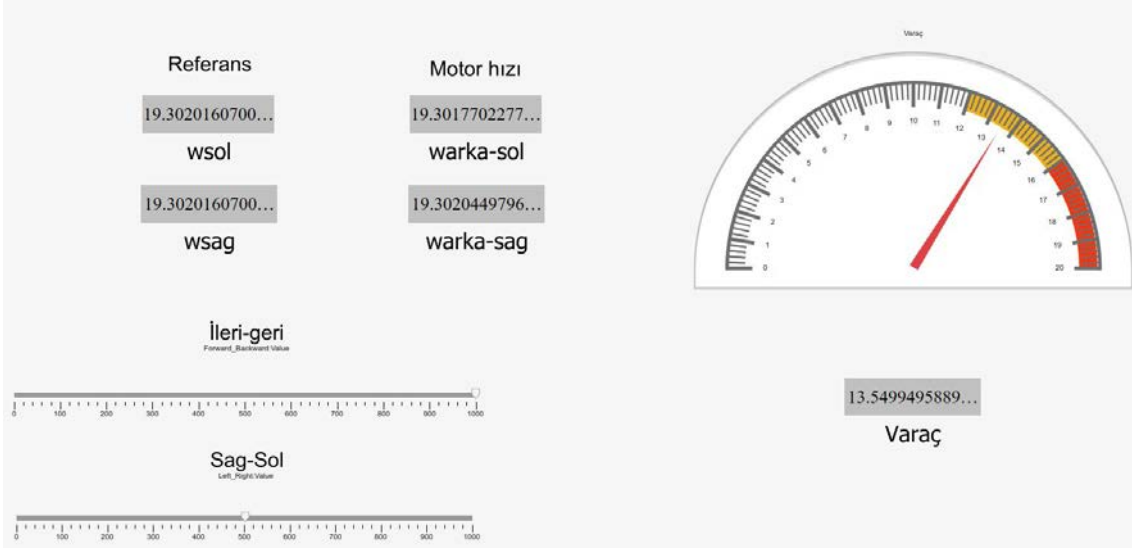 Referans
Motor hızı
19.3020160700…
19.3017702277…
wsol
warka-sol
19.3020160700…
19.3020449796…
wsag
warka-sag
Varaç
0 1 2 3 4 5 6 7 8 9 10 11 12 13 14 15 16 17 18 19 20
İleri-geri
Forward_Backward:Value
0 100 200 300 400 500 600 700 800 900 1000
13.5499495889…
Varaç
Sag-Sol
Left_Right:Value
0 100 200 300 400 500 600 700 800 900 1000